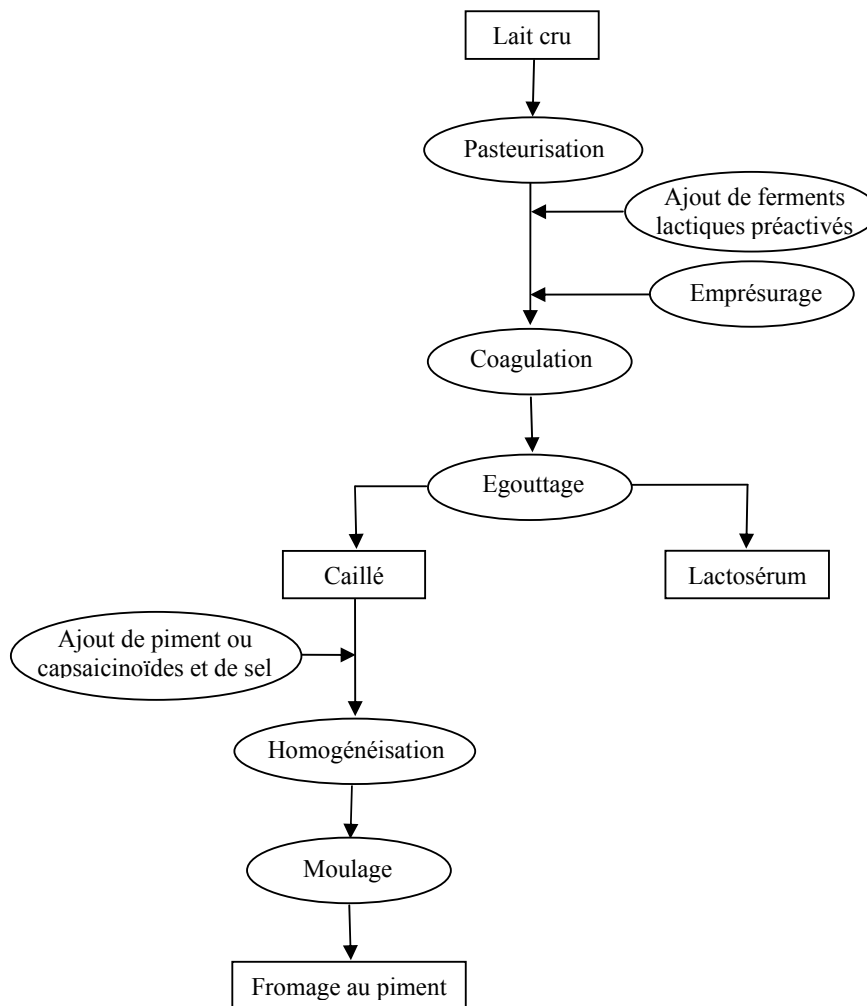 Lait cru
Pasteurisation
Ajout de ferments
lactiques préactivés
Emprésurage
Coagulation
Egouttage
Caillé
Lactosérum
Ajout de piment ou
capsaicinoïdes et de sel
Homogénéisation
Moulage
Fromage au piment